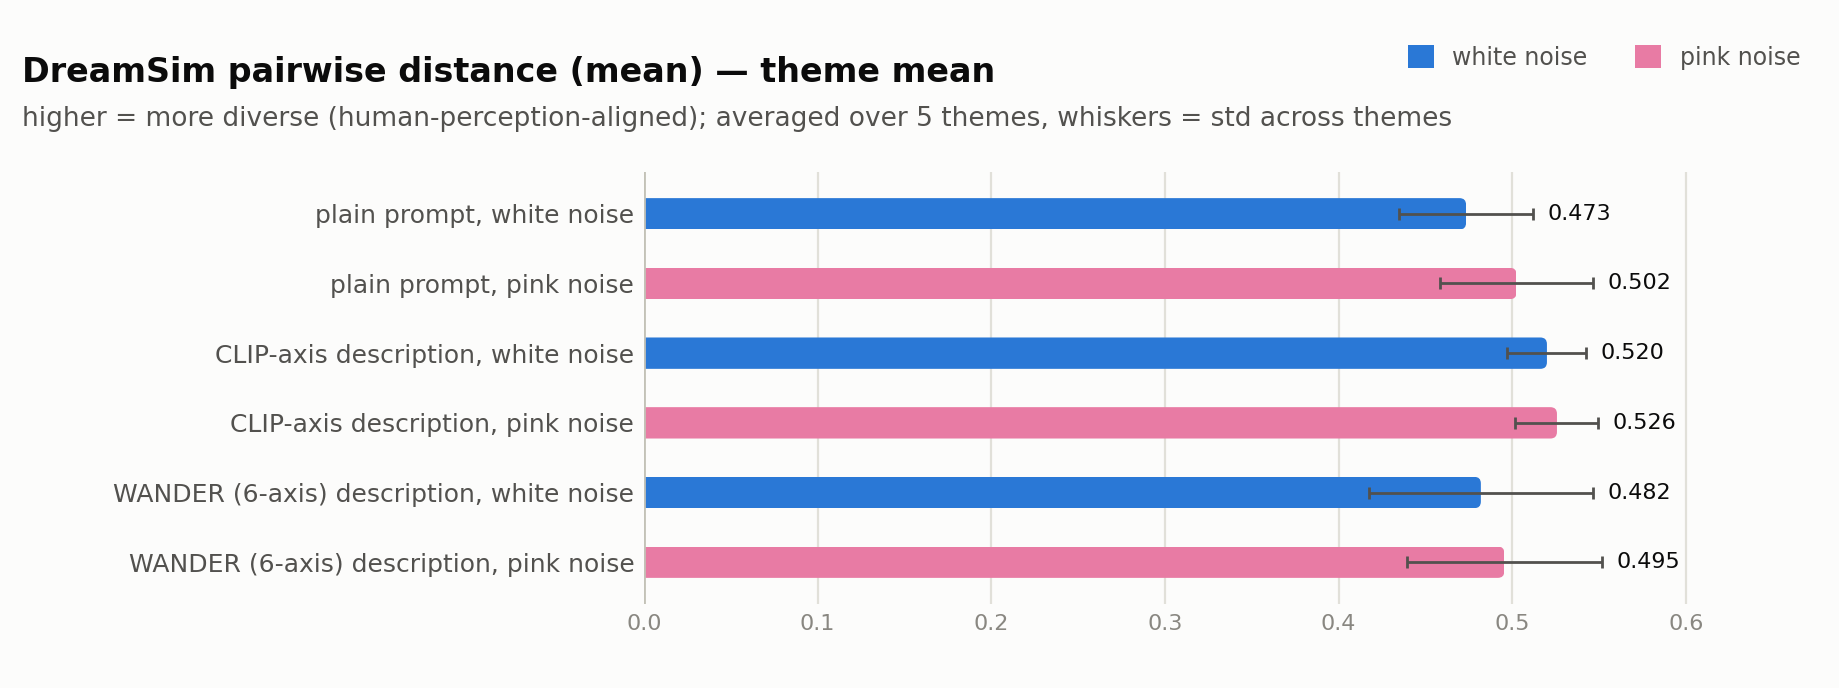 DreamSim pairwise distance (mean) — theme mean
white noise
pink noise
higher = more diverse (human-perception-aligned); averaged over 5 themes, whiskers = std across themes
plain prompt, white noise
0.473
plain prompt, pink noise
0.502
CLIP-axis description, white noise
0.520
CLIP-axis description, pink noise
0.526
WANDER (6-axis) description, white noise
0.482
WANDER (6-axis) description, pink noise
0.495
0.0 0.1 0.2 0.3 0.4 0.5 0.6